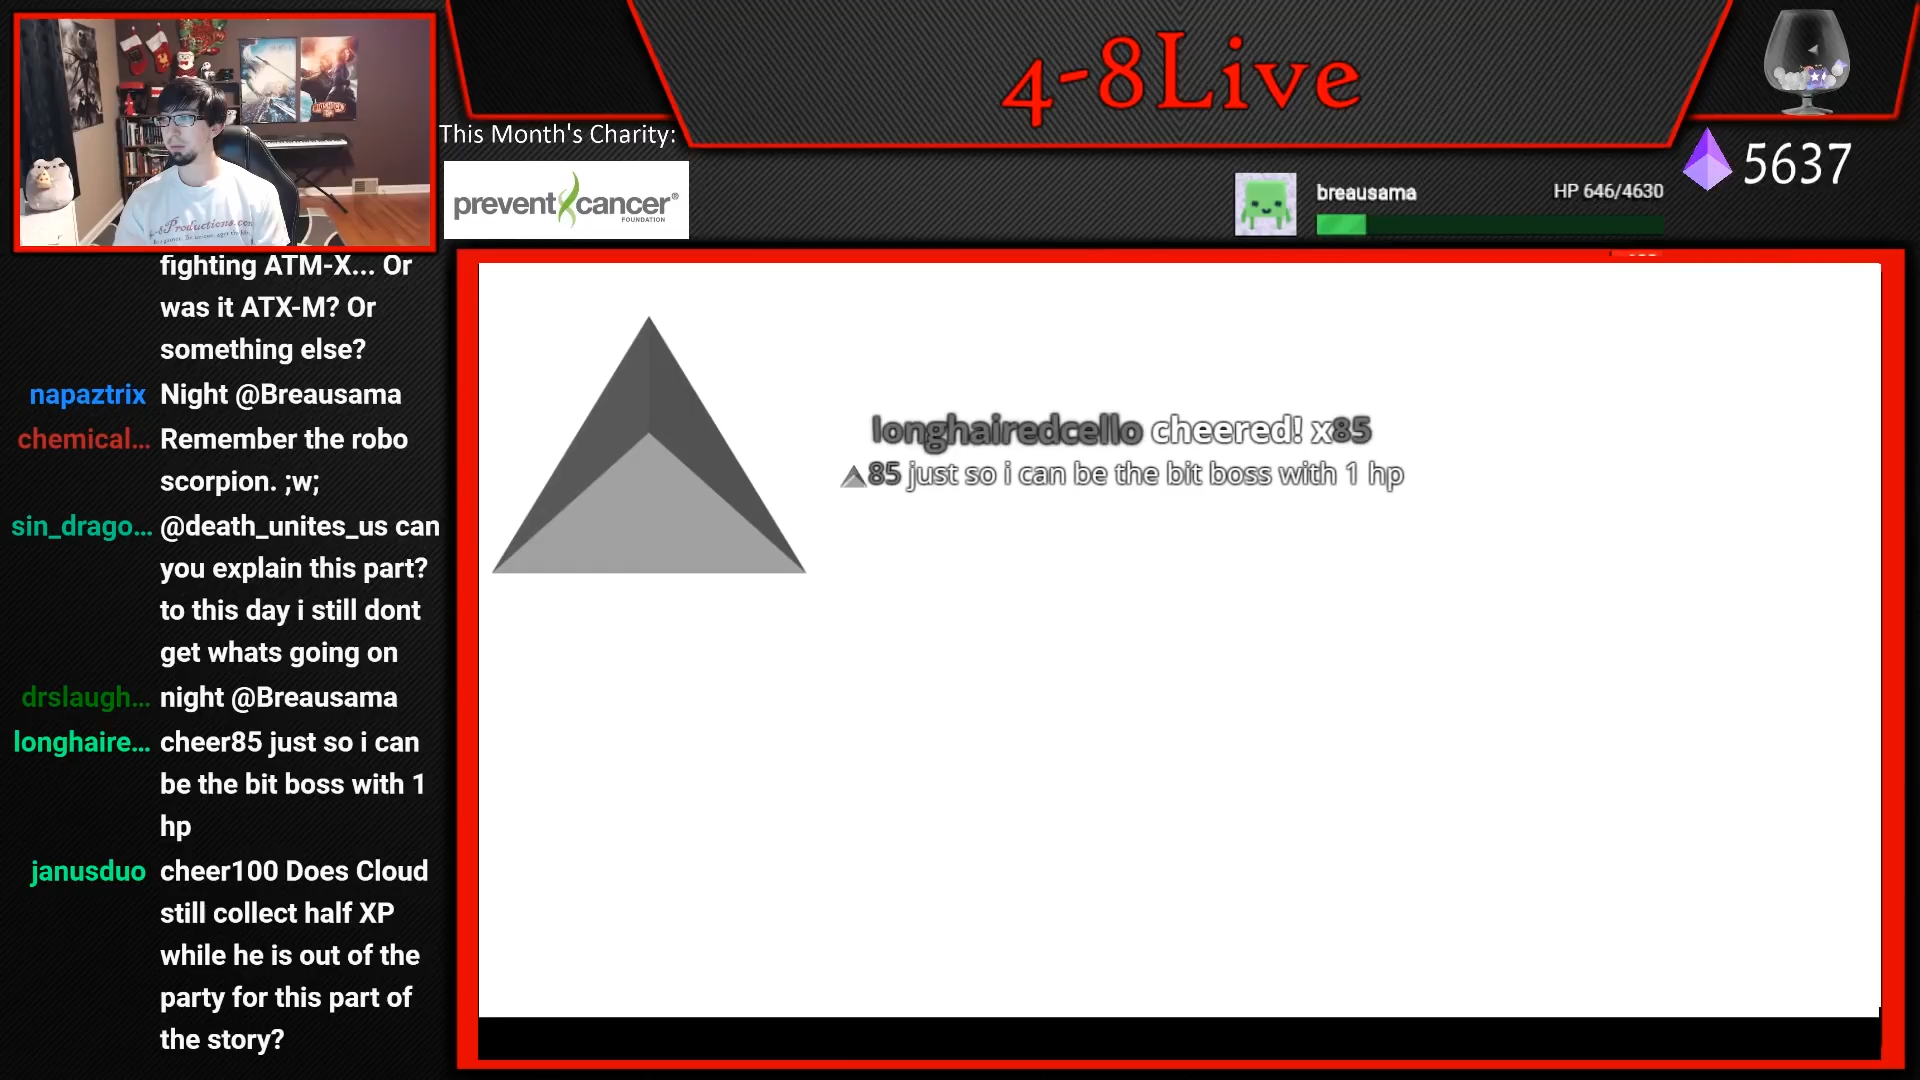 4-8Live
This Month's Charity:
prevent cancer®
FOUNDATION
5637
breausama
HP 646/4630
4-8Productions.com
fighting ATM-X... Or
was it ATX-M? Or
something else?
napaztrix Night @Breausama
chemical... Remember the robo
scorpion. ;w;
sin_drago... @death_unites_us can
you explain this part?
to this day i still dont
get whats going on
drslaugh... night @Breausama
longhaire... cheer85 just so i can
be the bit boss with 1
hp
janusduo cheer100 Does Cloud
still collect half XP
while he is out of the
party for this part of
the story?
longhairedcello cheered! x85
85 just so i can be the bit boss with 1 hp